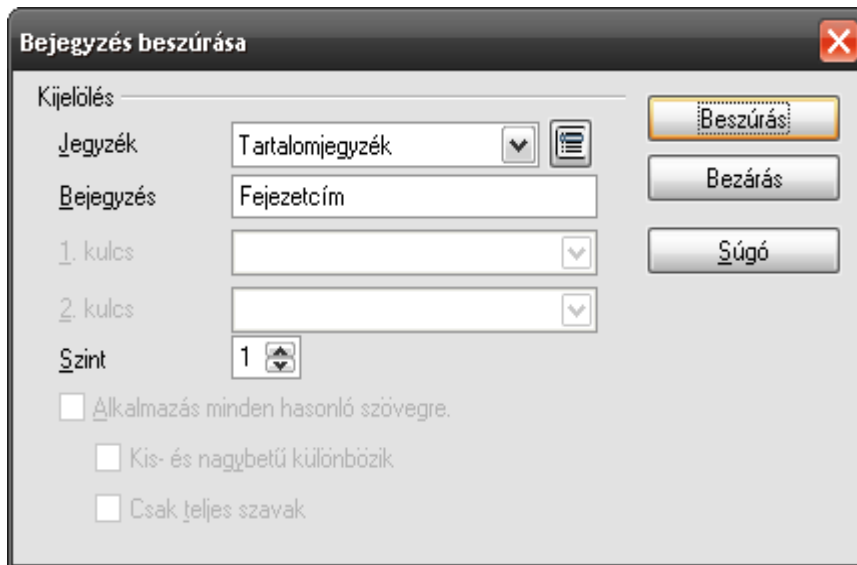 Bejegyzés beszúrása
Kijelölés
Jegyzék Tartalomjegyzék
Bejegyzés Fejezetcím
1. kulcs
2. kulcs
Szint 1
Alkalmazás minden hasonló szövegre.
Kis- és nagybetű különbözik
Csak teljes szavak
Beszúrás
Bezárás
Súgó